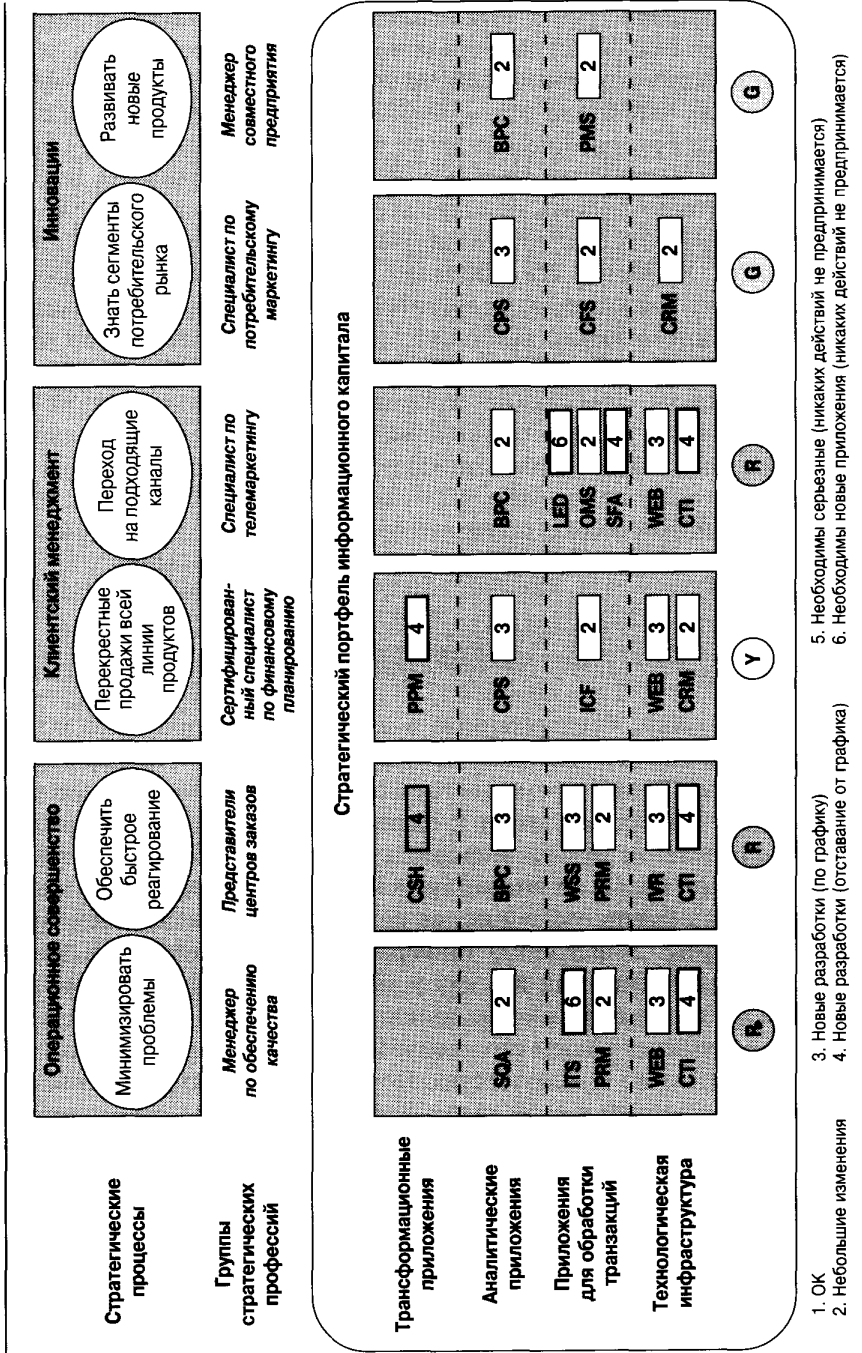 Операционное совершенство
Клиентский менеджмент
Инновации
Стратегические
процессы
Минимизировать
проблемы
Обеспечить
быстрое
реагирование
Перекрестные
продажи всей
линии
продуктов
Переход
на подходящие
каналы
Знать сегменты
потребительского
рынка
Развивать
новые
продукты
Группы
стратегических
профессий
Менеджер
по обеспечению
качества
Представители
центров заказов
Сертифицирован-
ный специалист
по финансовому
планированию
Специалист по
телемаркетингу
Специалист по
потребительскому
маркетингу
Менеджер
совместного
предприятия
Стратегический портфель информационного капитала
Трансформационные
приложения
CSH 4
PPM 4
Аналитические
приложения
SQA 2
BPC 3
CPS 3
BPC 2
CPS 3
BPC 2
Приложения
для обработки
транзакций
ITS 6
PRM 2
WSS 3
PRM 2
ICF 2
LED 6
OMS 2
SFA 4
CFS 2
PMS 2
Технологическая
инфраструктура
WEB 3
CTI 4
IVR 3
CTI 4
WEB 3
CRM 2
WEB 3
CTI 4
CRM 2
R
R
Y
R
G
G
1. OK
2. Небольшие изменения
3. Новые разработки (по графику)
4. Новые разработки (отставание от графика)
5. Необходимы серьезные (никаких действий не предпринимается)
6. Необходимы новые приложения (никаких действий не предпринимается)